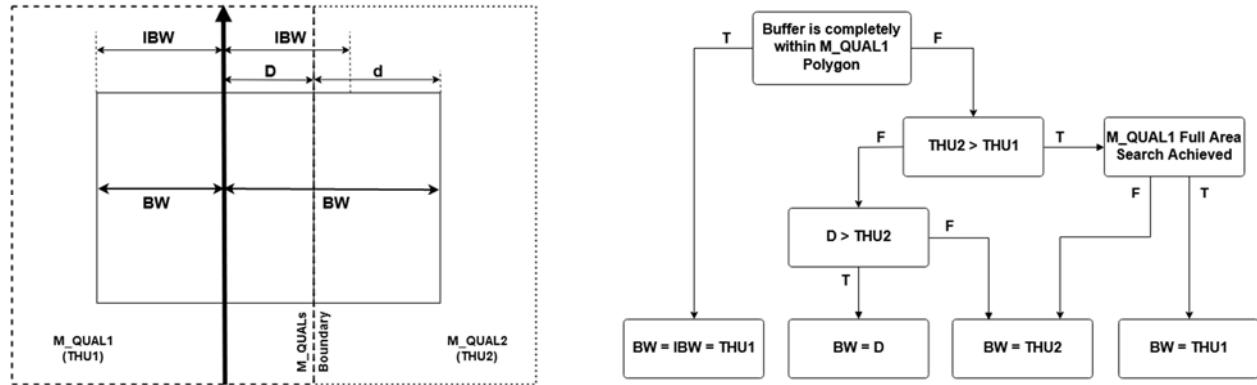 IBW
IBW
D
d
BW
BW
M_QUAL1
(THU1)
M_QUALs
Boundary
M_QUAL2
(THU2)
Buffer is completely
within M_QUAL1
Polygon
T
F
THU2 > THU1
F
T
M_QUAL1 Full Area
Search Achieved
F
T
D > THU2
F
T
BW = IBW = THU1
BW = D
BW = THU2
BW = THU1